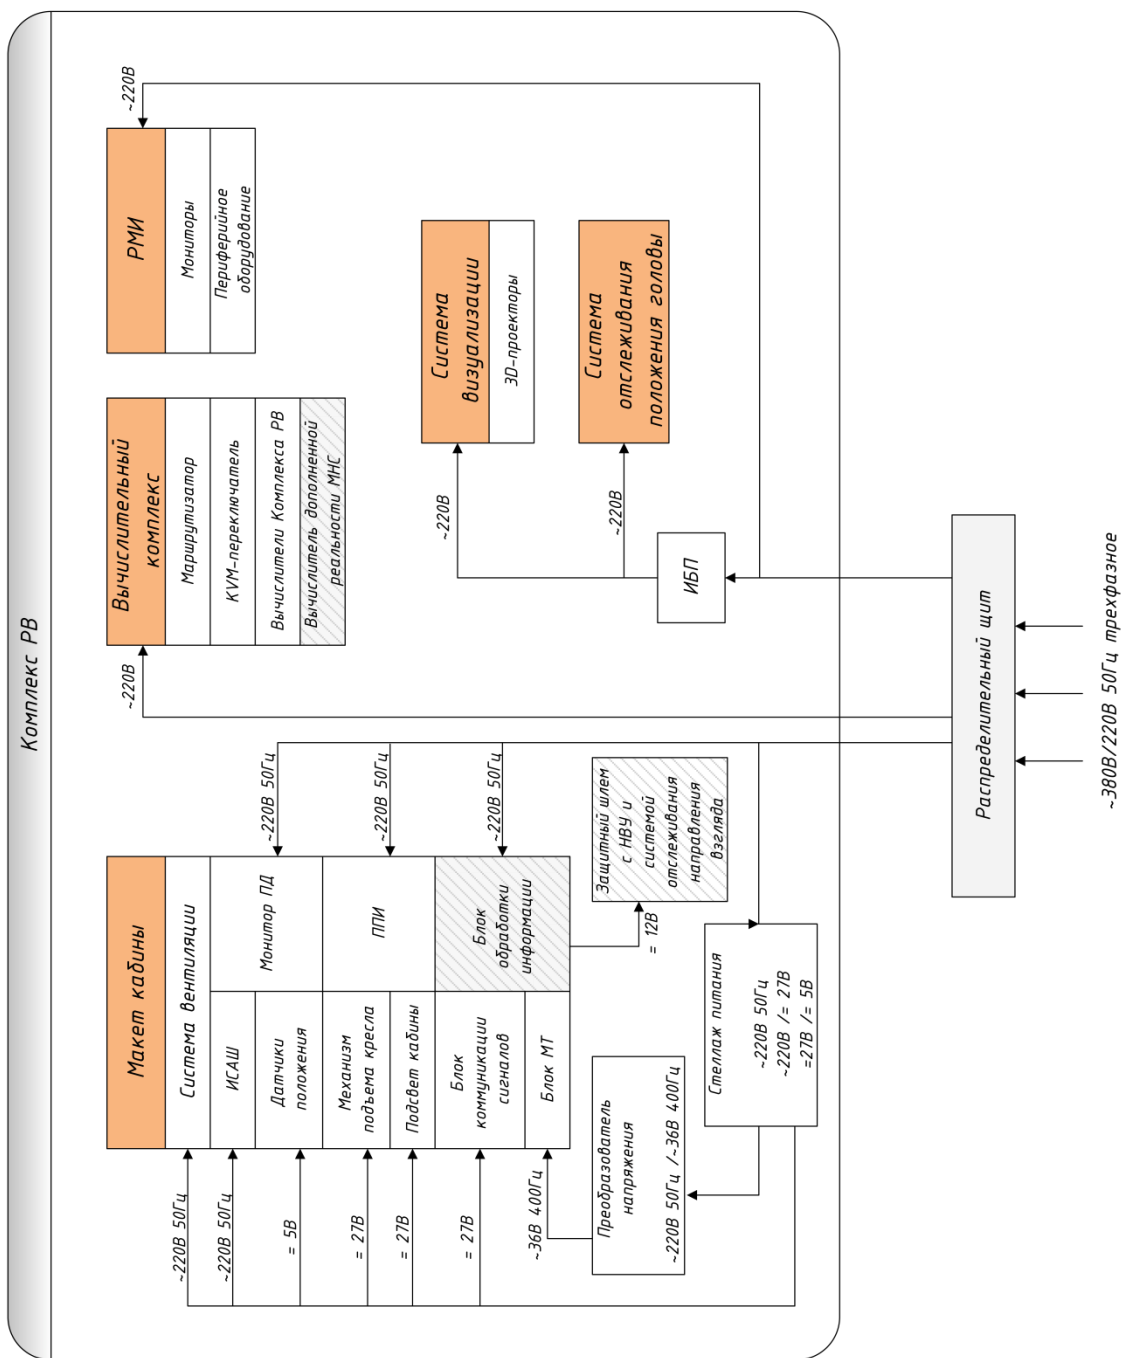 Комплекс РВ
Макет кабины
Система вентиляции
ИСАШ
Датчики
положения
Монитор ПД
Механизм
подъема кресла
Подсвет кабины
ППИ
Блок
коммуникации
сигналов
Блок МТ
Блок
обработки
информации
~220В 50Гц
~220В 50Гц
= 5В
= 27В
= 27В
= 27В
~36В 400Гц
~220В 50Гц
~220В 50Гц
~220В 50Гц
= 12В
Защитный шлем
с НВУ и
системой
отслеживания
направления
взгляда
Преобразователь
напряжения
~220В 50Гц /~36В 400Гц
Стеллаж питания
~220В 50Гц
~220В /= 27В
=27В /= 5В
Вычислительный
комплекс
Маршрутизатор
KVM-переключатель
Вычислители Комплекса РВ
Вычислитель дополненной
реальности МНС
~220В
РМИ
Мониторы
Периферийное
оборудование
~220В
Система
визуализации
3D-проекторы
~220В
Система
отслеживания
положения головы
~220В
ИБП
Распределительный щит
~380В/220В 50Гц трехфазное